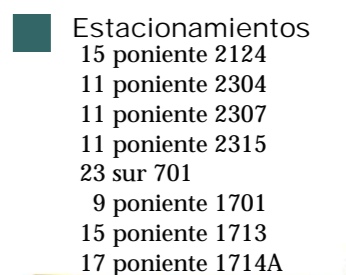 Estacionamientos
15 poniente 2124
11 poniente 2304
11 poniente 2307
11 poniente 2315
23 sur 701
9 poniente 1701
15 poniente 1713
17 poniente 1714A